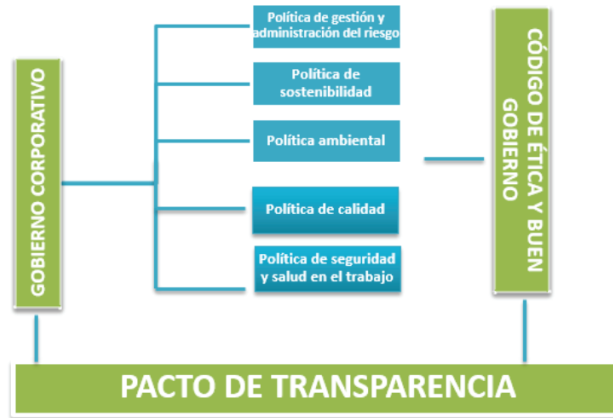 GOBIERNO CORPORATIVO
Política de gestión y
administración del riesgo
Política de
sostenibilidad
Política ambiental
Política de calidad
Política de seguridad
y salud en el trabajo
CÓDIGO DE ÉTICA Y BUEN
GOBIERNO
PACTO DE TRANSPARENCIA